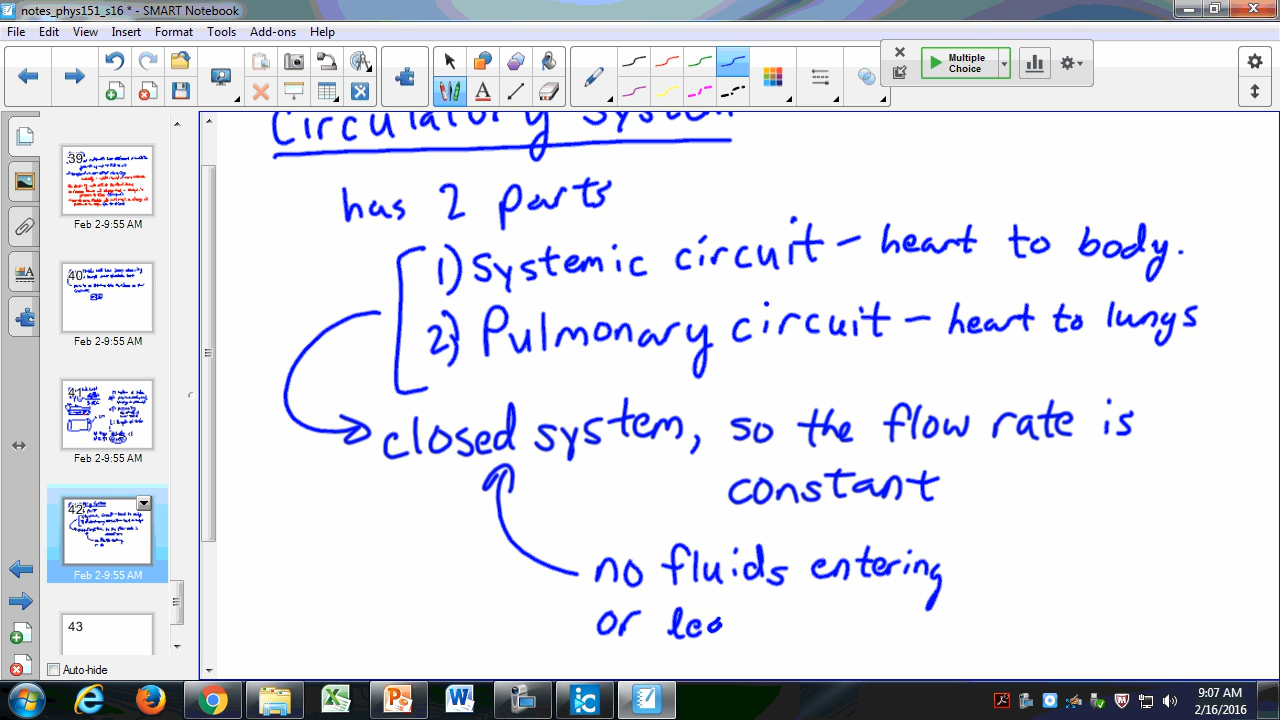 notes_phys151_s16 * - SMART Notebook
File Edit View Insert Format Tools Add-ons Help
Multiple
Choice
Circulatory System
has 2 parts
1) Systemic circuit - heart to body.
2) Pulmonary circuit - heart to lungs
closed system, so the flow rate is
constant
no fluids entering
or lea
39
Feb 2-9:55 AM
40
Feb 2-9:55 AM
41
Feb 2-9:55 AM
42
Feb 2-9:55 AM
43
Auto-hide
9:07 AM
2/16/2016